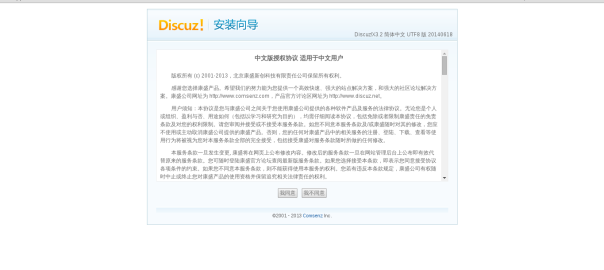 Discuz! 安装向导
Discuz!X3.2 简体中文 UTF8 版 20140618
中文版授权协议 适用于中文用户
版权所有 (c) 2001-2013，北京康盛新创科技有限责任公司保留所有权利。
感谢您选择康盛产品。希望我们的努力能为您提供一个高效快速、强大的站点解决方案，和强大的社区论坛解决方
案。康盛公司网址为 http://www.comsenz.com，产品官方讨论区网址为 http://www.discuz.net。
用户须知：本协议是您与康盛公司之间关于您使用康盛公司提供的各种软件产品及服务的法律协议。无论您是个人
或组织、盈利与否、用途如何（包括以学习和研究为目的），均需仔细阅读本协议，包括免除或者限制康盛责任的免责
条款及对您的权利限制。请您审阅并接受或不接受本服务条款。如您不同意本服务条款及/或康盛随时对其的修改，您应
不使用或主动取消康盛公司提供的康盛产品。否则，您的任何对康盛产品中的相关服务的注册、登陆、下载、查看等使
用行为将被视为您对本服务条款全部的完全接受，包括接受康盛对服务条款随时所做的任何修改。
本服务条款一旦发生变更, 康盛将在网页上公布修改内容。修改后的服务条款一旦在网站管理后台上公布即有效代
替原来的服务条款。您可随时登陆康盛官方论坛查阅最新版服务条款。如果您选择接受本条款，即表示您同意接受协议
各项条件的约束。如果您不同意本服务条款，则不能获得使用本服务的权利。您若有违反本条款规定，康盛公司有权随
时中止或终止您对康盛产品的使用资格并保留追究相关法律责任的权利。
我同意 我不同意
©2001 - 2013 Comsenz Inc.